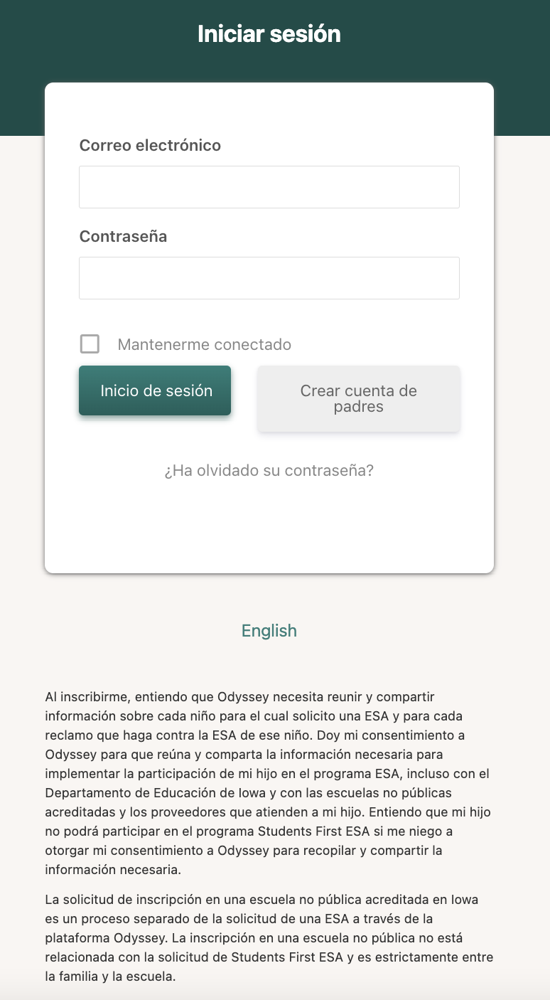 Iniciar sesión
Correo electrónico
Contraseña
Mantenerme conectado
Inicio de sesión
Crear cuenta de
padres
¿Ha olvidado su contraseña?
English
Al inscribirme, entiendo que Odyssey necesita reunir y compartir
información sobre cada niño para el cual solicito una ESA y para cada
reclamo que haga contra la ESA de ese niño. Doy mi consentimiento a
Odyssey para que reúna y comparta la información necesaria para
implementar la participación de mi hijo en el programa ESA, incluso con el
Departamento de Educación de Iowa y con las escuelas no públicas
acreditadas y los proveedores que atienden a mi hijo. Entiendo que mi hijo
no podrá participar en el programa Students First ESA si me niego a
otorgar mi consentimiento a Odyssey para recopilar y compartir la
información necesaria.
La solicitud de inscripción en una escuela no pública acreditada en Iowa
es un proceso separado de la solicitud de una ESA a través de la
plataforma Odyssey. La inscripción en una escuela no pública no está
relacionada con la solicitud de Students First ESA y es estrictamente entre
la familia y la escuela.